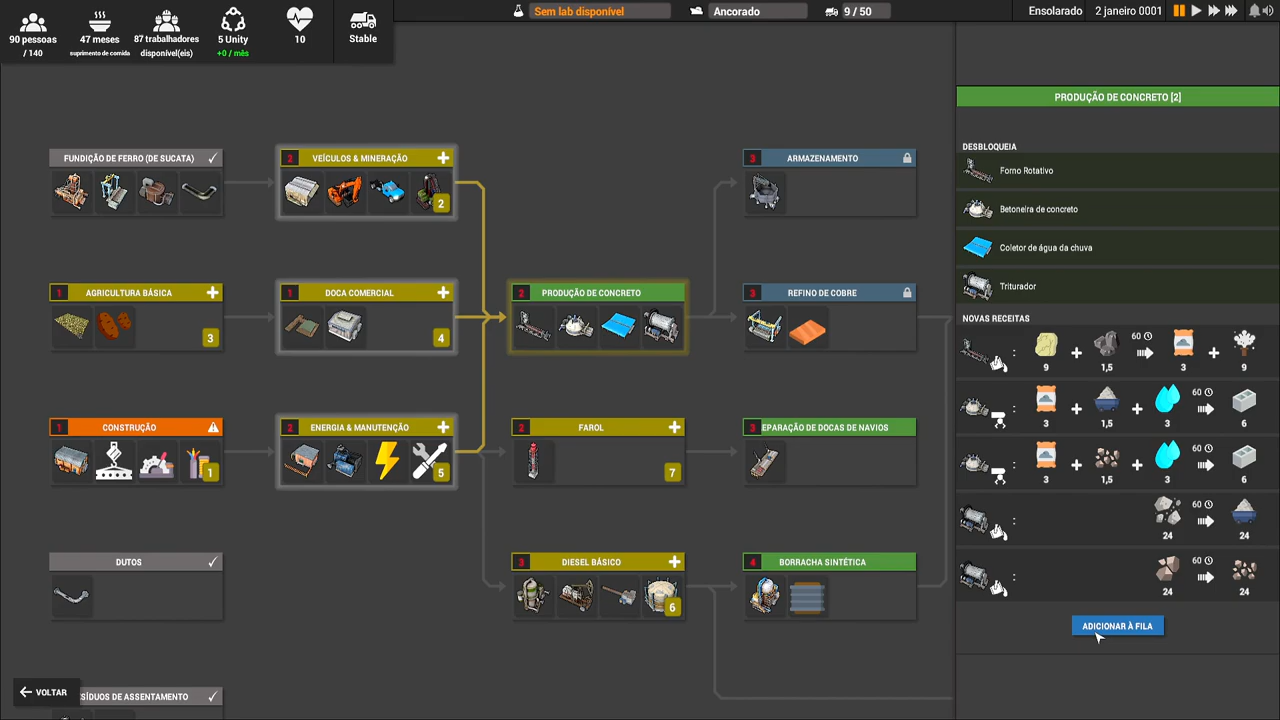 90 pessoas
/ 140
47 meses
suprimento de comida
87 trabalhadores
disponível(eis)
5 Unity
+0 / mês
10
Stable
Sem lab disponível
Ancorado
9 / 50
Ensolarado
2 janeiro 0001
FUNDIÇÃO DE FERRO (DE SUCATA)
2 VEÍCULOS & MINERAÇÃO
2
3 ARMAZENAMENTO
1 AGRICULTURA BÁSICA
3
1 DOCA COMERCIAL
4
2 PRODUÇÃO DE CONCRETO
3 REFINO DE COBRE
1 CONSTRUÇÃO
1
2 ENERGIA & MANUTENÇÃO
5
2 FAROL
7
3 EPARAÇÃO DE DOCAS DE NAVIOS
DUTOS
3 DIESEL BÁSICO
6
4 BORRACHA SINTÉTICA
VOLTAR
SÍDUOS DE ASSENTAMENTO
PRODUÇÃO DE CONCRETO [2]
DESBLOQUEIA
Forno Rotativo
Betoneira de concreto
Coletor de água da chuva
Triturador
NOVAS RECEITAS
: + 60 +
9 1,5 3 9
: + + 60
3 1,5 3 6
: + + 60
3 1,5 3 6
: 60
24 24
: 60
24 24
ADICIONAR À FILA